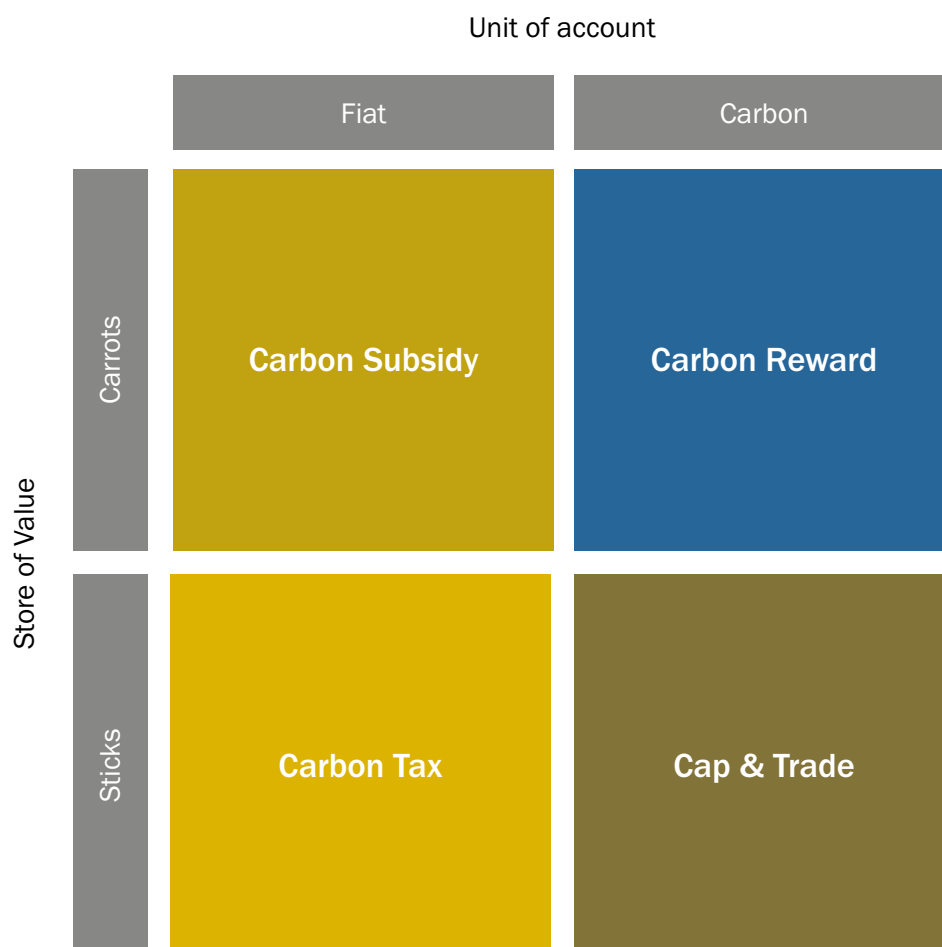 Unit of account
Fiat
Carbon
Carrots
Carbon Subsidy
Carbon Reward
Store of Value
Sticks
Carbon Tax
Cap & Trade